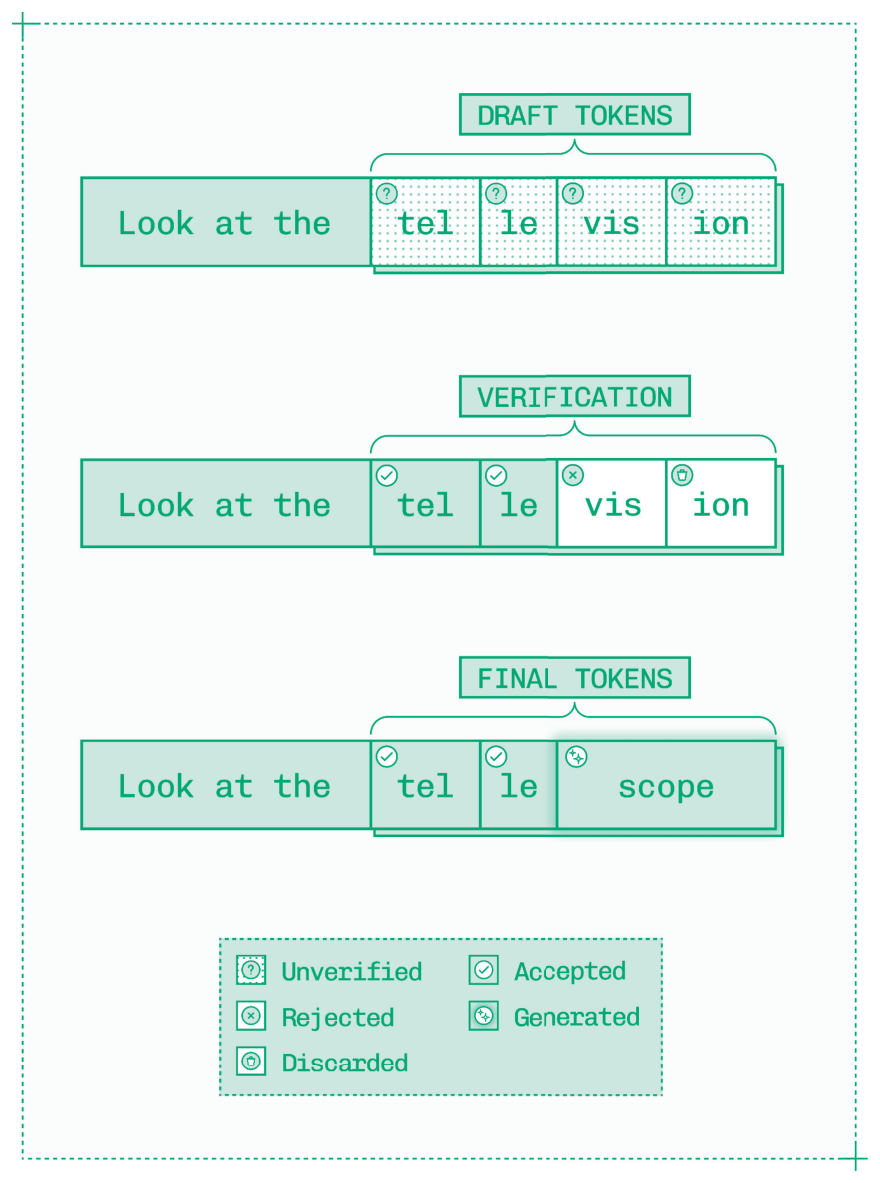 DRAFT TOKENS
Look at the tel le vis ion
VERIFICATION
Look at the tel le vis ion
FINAL TOKENS
Look at the tel le scope
Unverified Accepted
Rejected Generated
Discarded